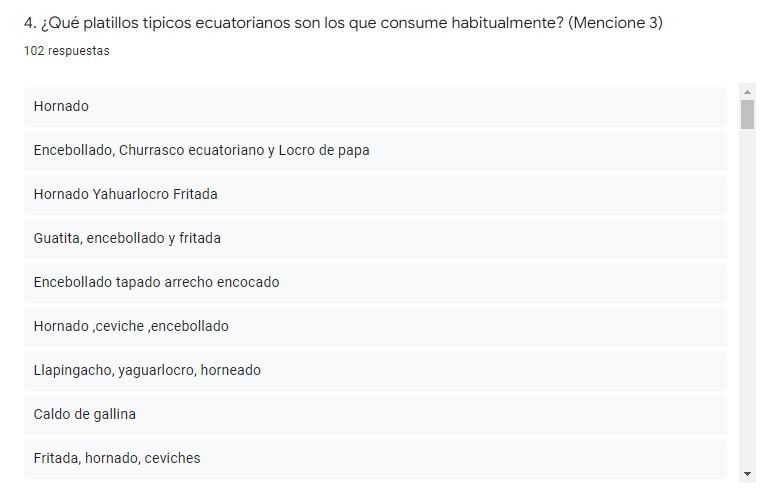 4. ¿Qué platillos tipicos ecuatorianos son los que consume habitualmente? (Mencione 3)
102 respuestas
Hornado
Encebollado, Churrasco ecuatoriano y Locro de papa
Hornado Yahuarlocro Fritada
Guatita, encebollado y fritada
Encebollado tapado arrecho encocado
Hornado ,ceviche ,encebollado
Llapingacho, yaguarlocro, horneado
Caldo de gallina
Fritada, hornado, ceviches